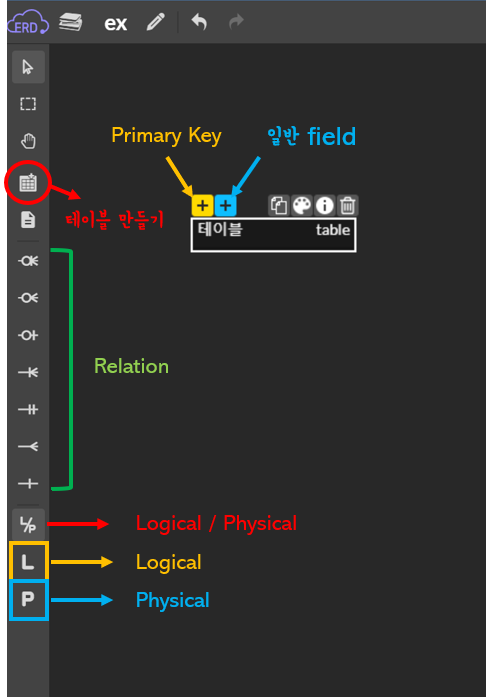 ERD
ex
Primary Key
일반 field
테이블 만들기
테이블 table
Relation
L/P
Logical / Physical
L
Logical
P
Physical